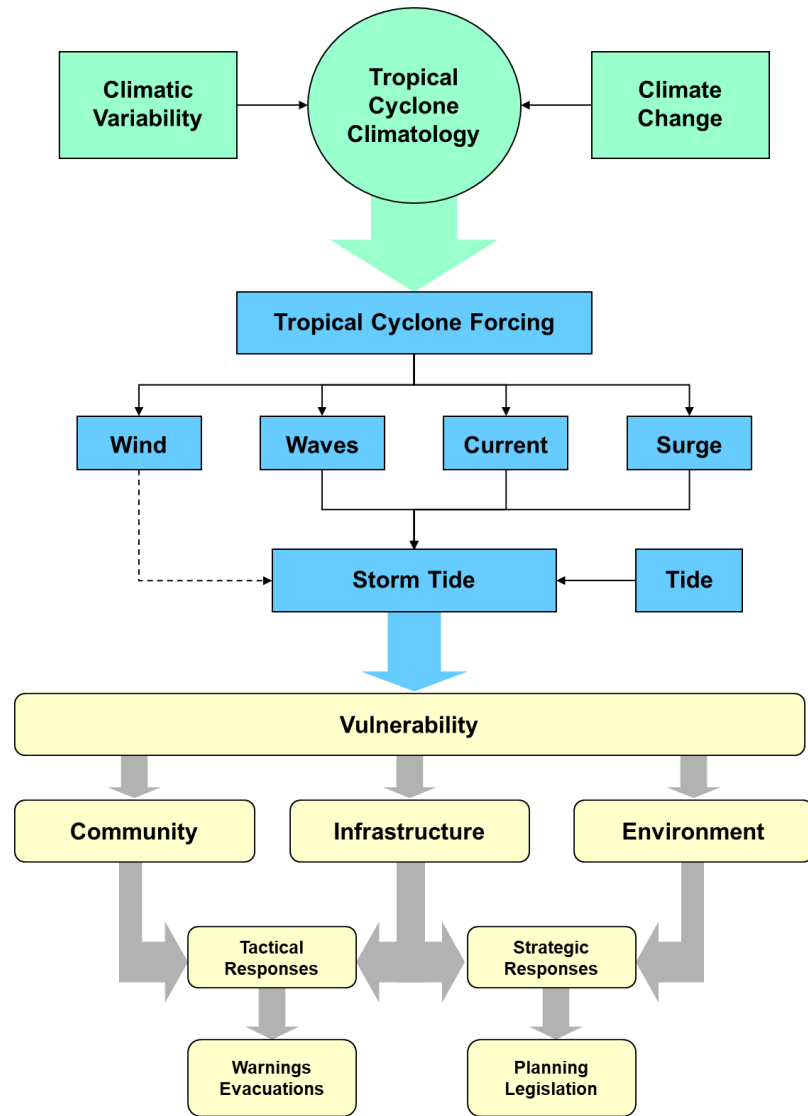 Climatic
Variability
Tropical
Cyclone
Climatology
Climate
Change
Tropical Cyclone Forcing
Wind
Waves
Current
Surge
Storm Tide
Tide
Vulnerability
Community
Infrastructure
Environment
Tactical
Responses
Strategic
Responses
Warnings
Evacuations
Planning
Legislation